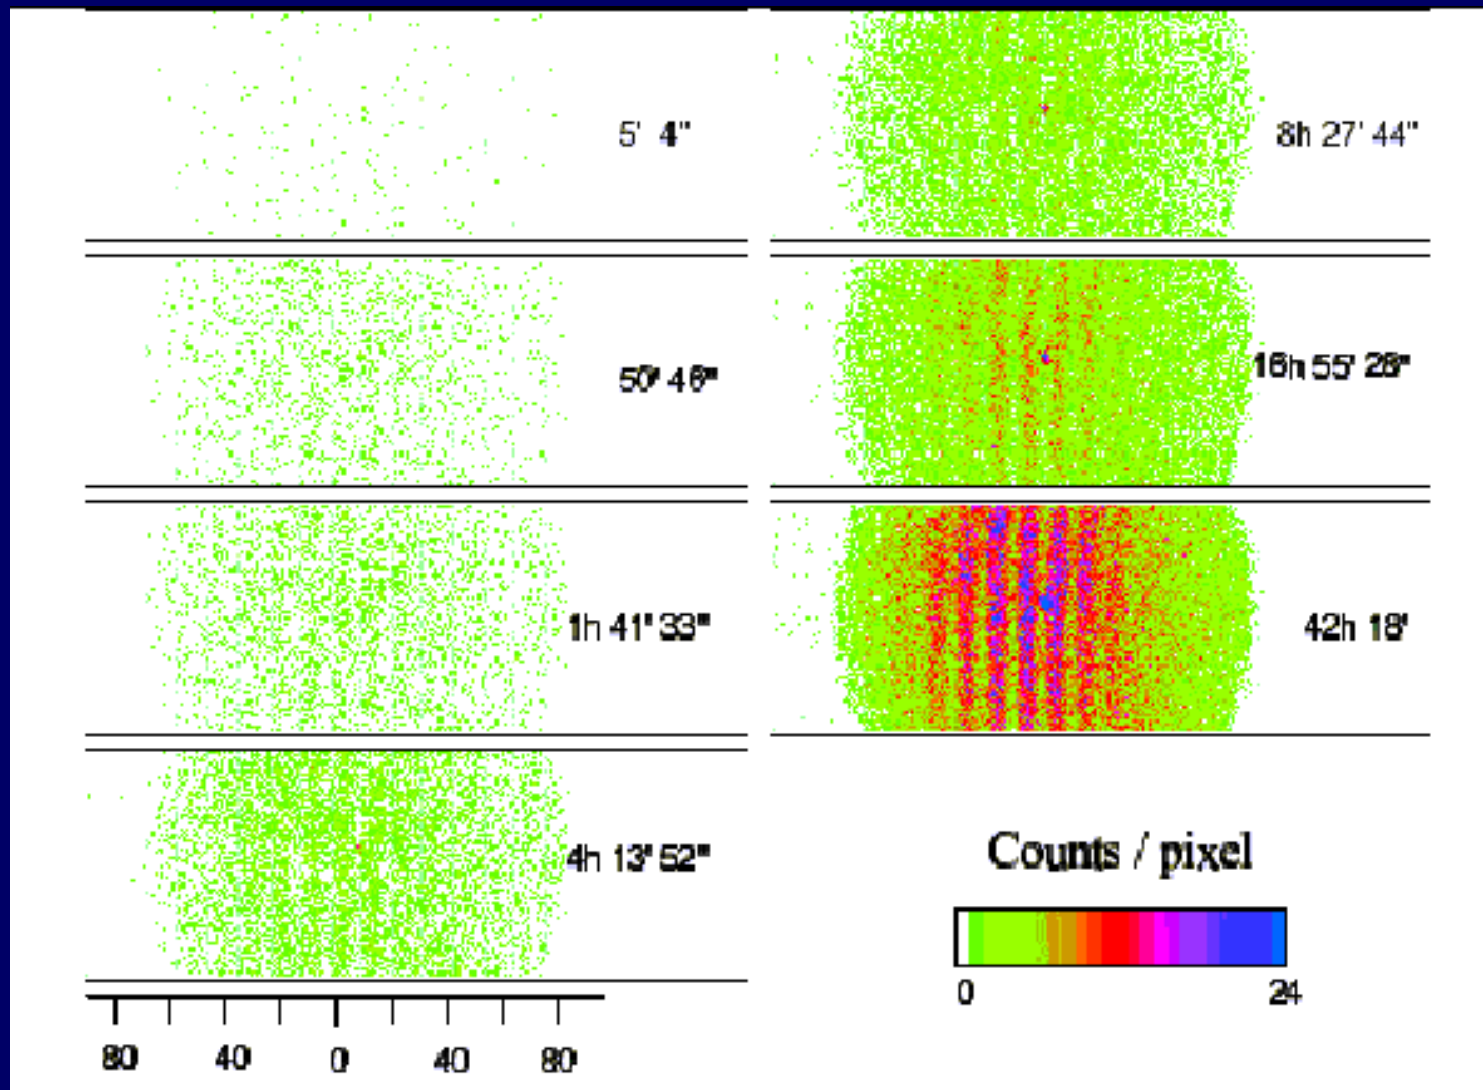 5' 4"
50' 46"
1h 41' 33"
4h 13' 52"
80 40 0 40 80
8h 27' 44"
16h 55' 28"
42h 18'
Counts / pixel
0 24